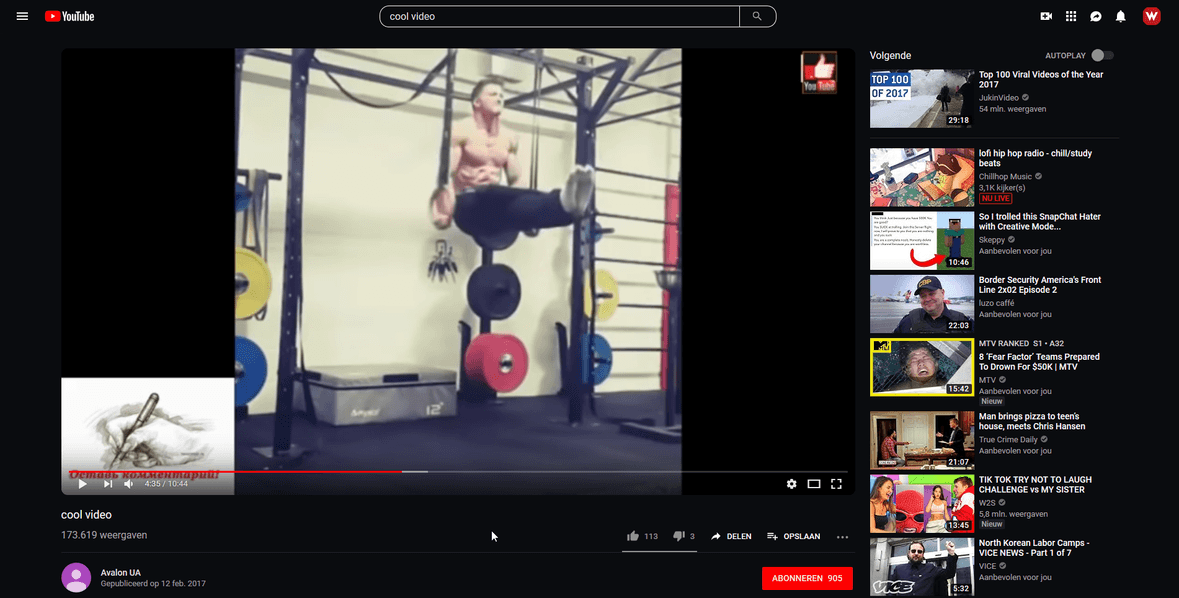 YouTube
cool video
You Tube
12"
Оставь комментарий!
4:35 / 10:44
cool video
173.619 weergaven
113
3
DELEN
OPSLAAN
Avalon UA
Gepubliceerd op 12 feb. 2017
ABONNEREN 905
Volgende
AUTOPLAY
TOP 100
OF 2017
29:18
Top 100 Viral Videos of the Year
2017
JukinVideo
54 mln. weergaven
lofi hip hop radio - chill/study
beats
Chillhop Music
3,1K kijker(s)
NU LIVE
10:46
So I trolled this SnapChat Hater
with Creative Mode...
Skeppy
Aanbevolen voor jou
CBP
22:03
Border Security America's Front
Line 2x02 Episode 2
luzo caffé
Aanbevolen voor jou
MTV
15:42
MTV RANKED S1 • A32
8 'Fear Factor' Teams Prepared
To Drown For $50K | MTV
MTV
Aanbevolen voor jou
Nieuw
21:07
Man brings pizza to teen's
house, meets Chris Hansen
True Crime Daily
Aanbevolen voor jou
13:45
TIK TOK TRY NOT TO LAUGH
CHALLENGE vs MY SISTER
W2S
5,8 mln. weergaven
Nieuw
VICE
5:32
North Korean Labor Camps -
VICE NEWS - Part 1 of 7
VICE
Aanbevolen voor jou
W